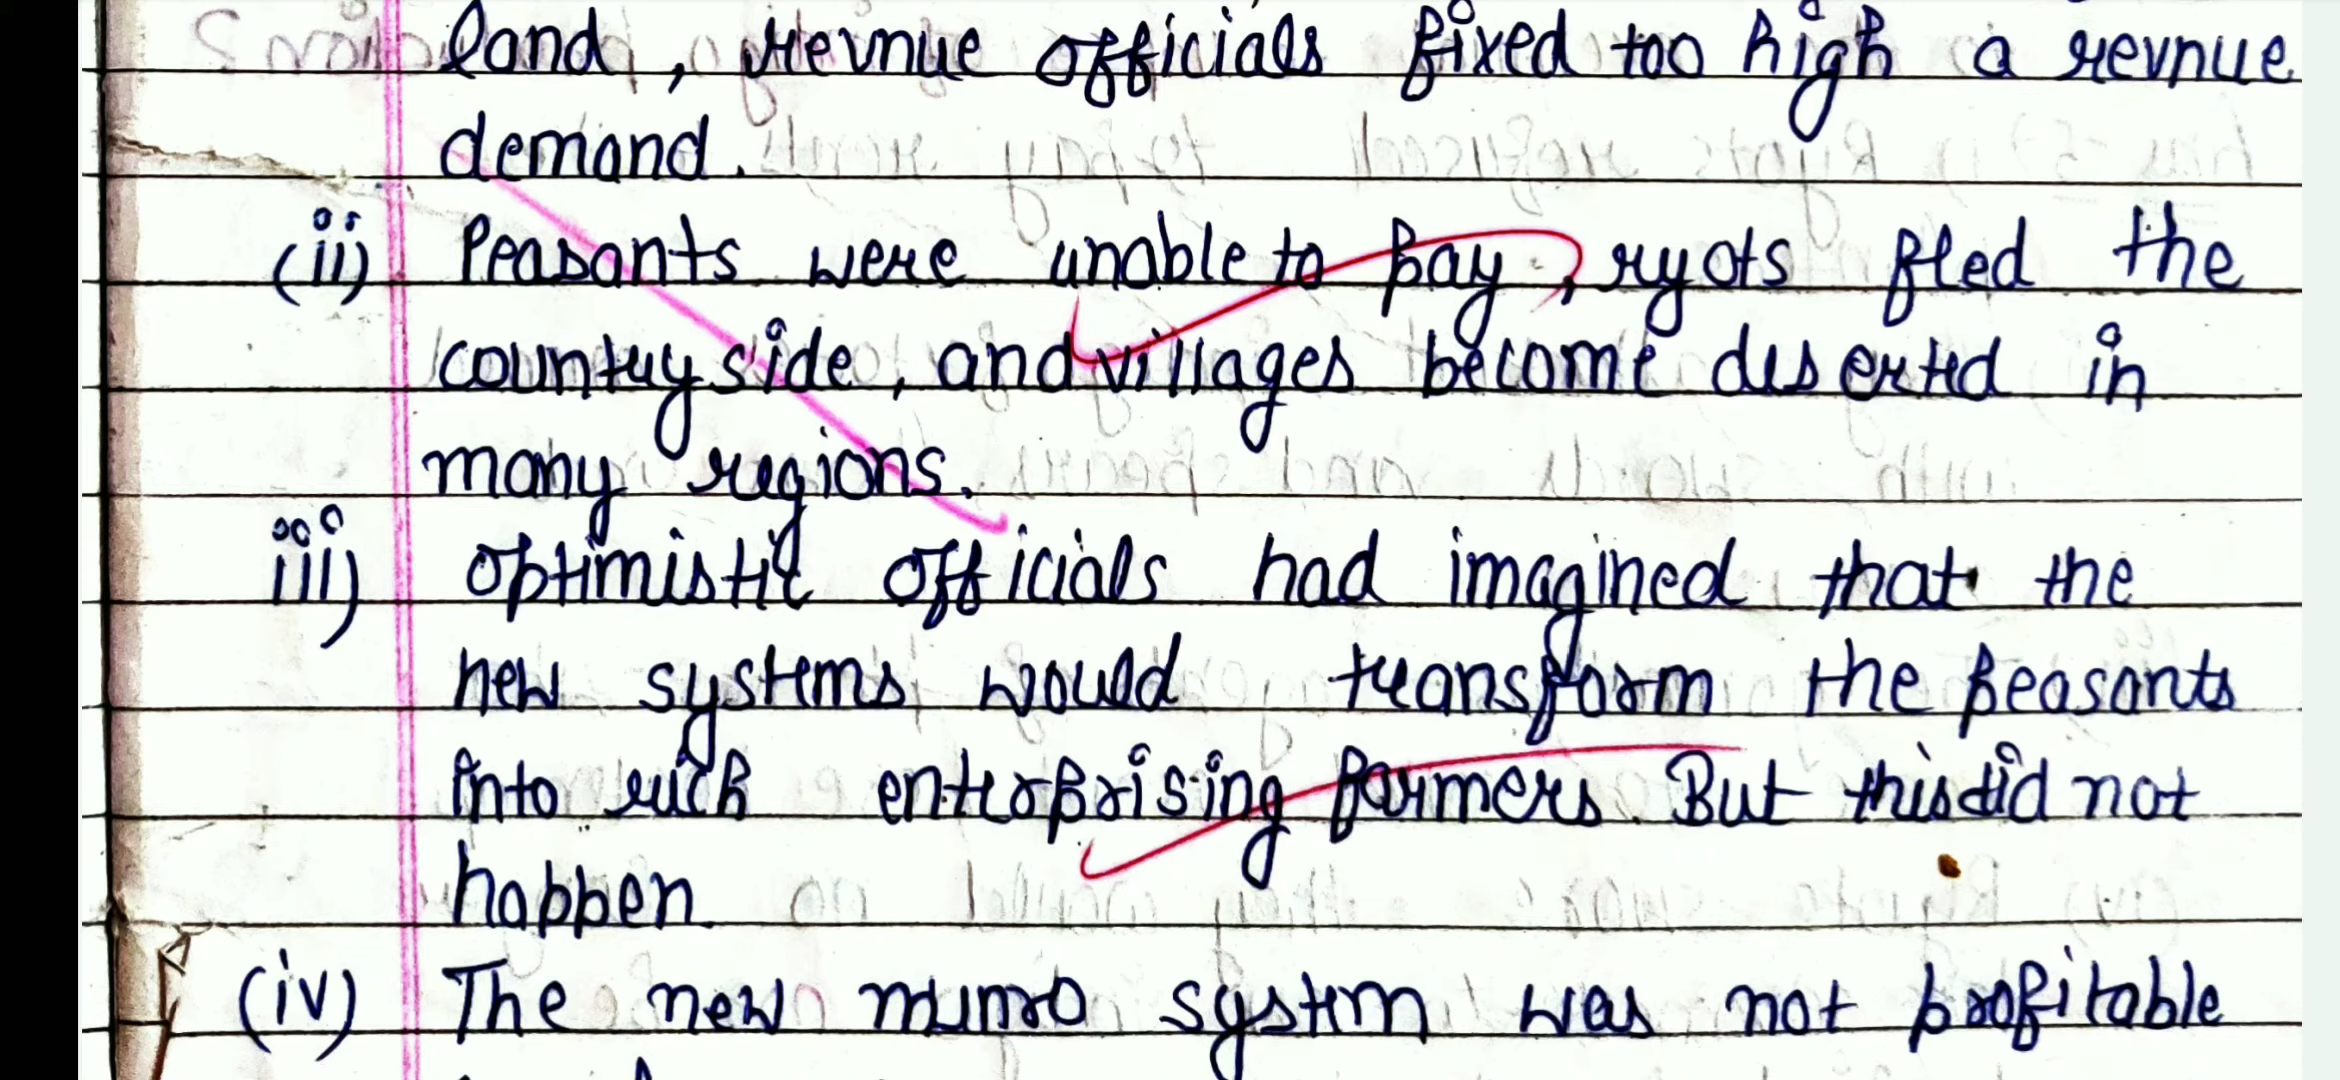 land, revnue officials fixed too high a revnue
demand.
(ii) Peasants were unable to pay, ryots fled the
countryside, and villages become deserted in
many regions.
iii) optimistic officials had imagined that the
new systems would transform the peasants
into rich enterprising farmers. But this did not
happen.
(iv) The new munro system was not profitable